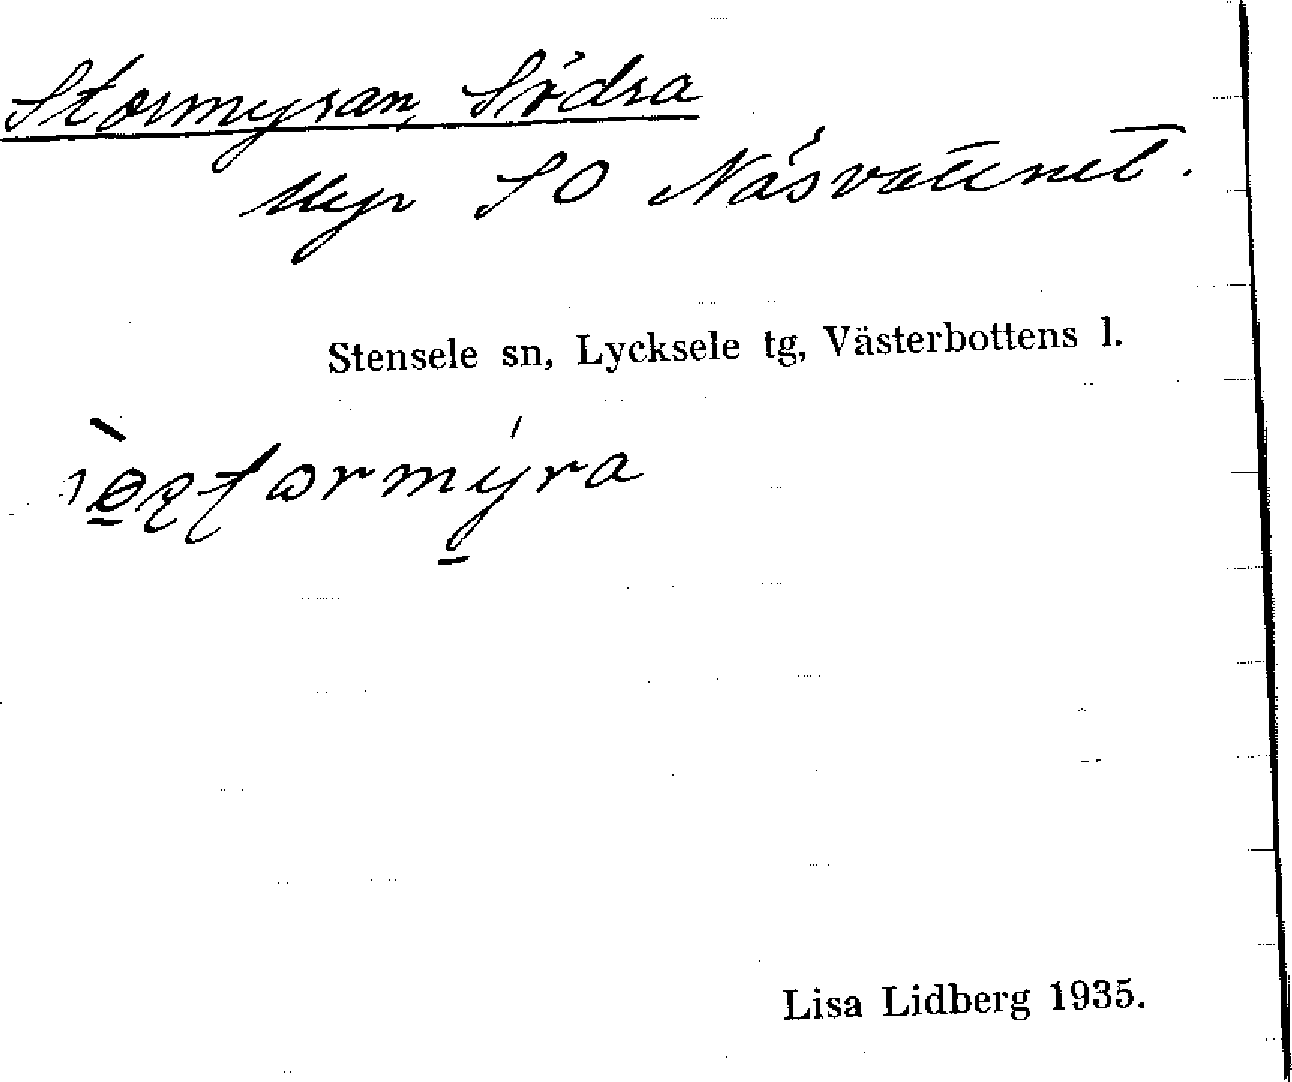 Stormyran, Södra
Myr SO Näsvattnet.
Stensele sn, Lycksele tg, Västerbottens l.
Lisa Lidberg 1935.